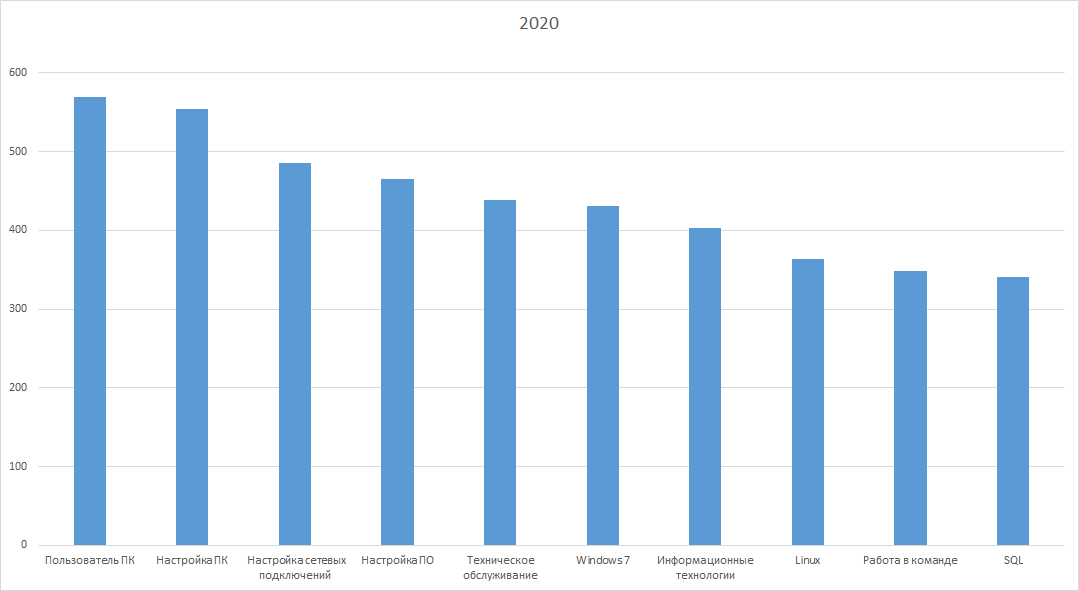 2020
600
500
400
300
200
100
0
Пользователь ПК
Настройка ПК
Настройка сетевых
подключений
Настройка ПО
Техническое
обслуживание
Windows 7
Информационные
технологии
Linux
Работа в команде
SQL